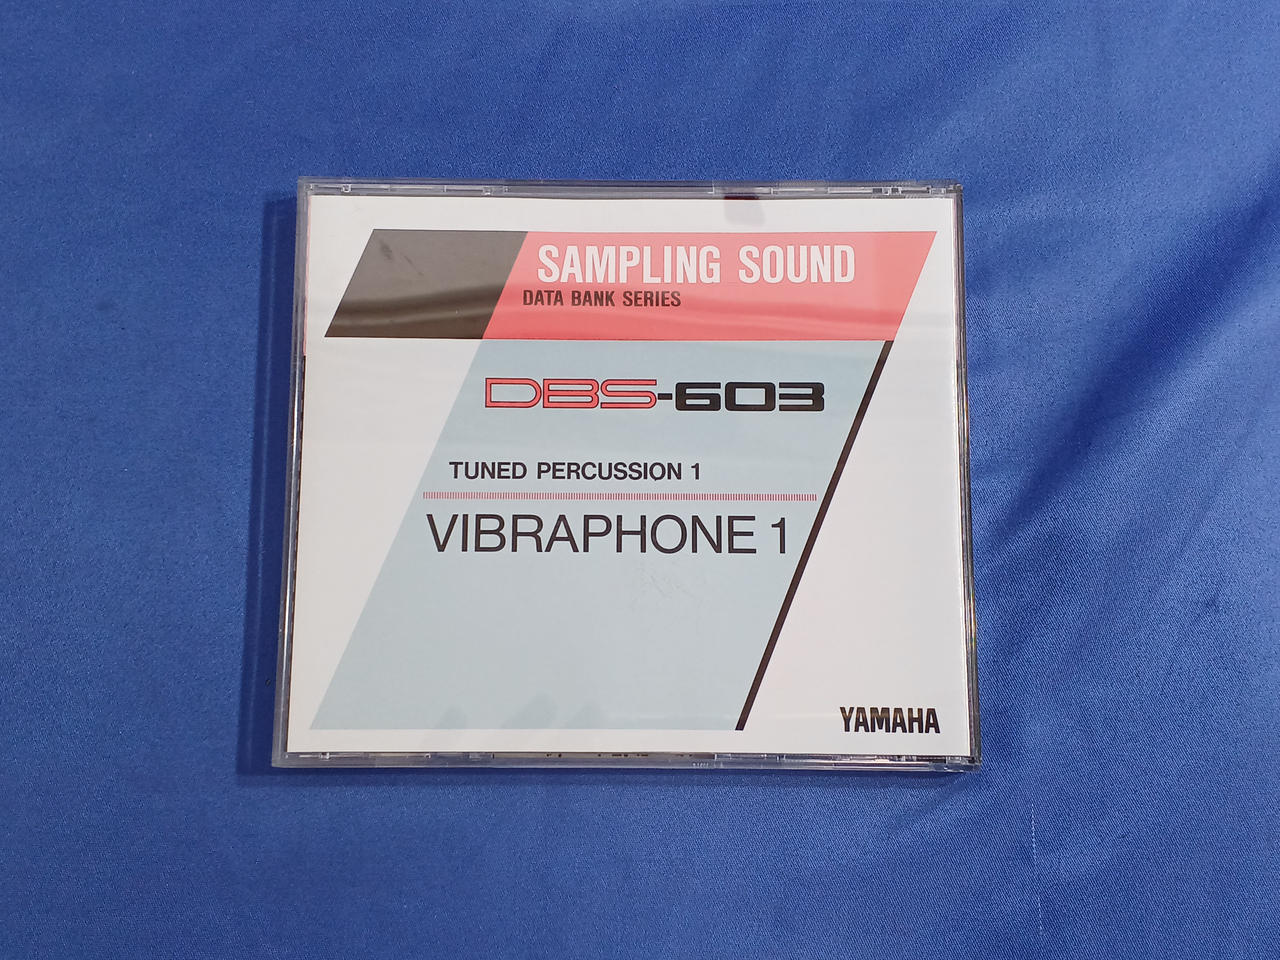 SAMPLING SOUND
DATA BANK SERIES
DBS-603
TUNED PERCUSSION 1
VIBRAPHONE 1
YAMAHA